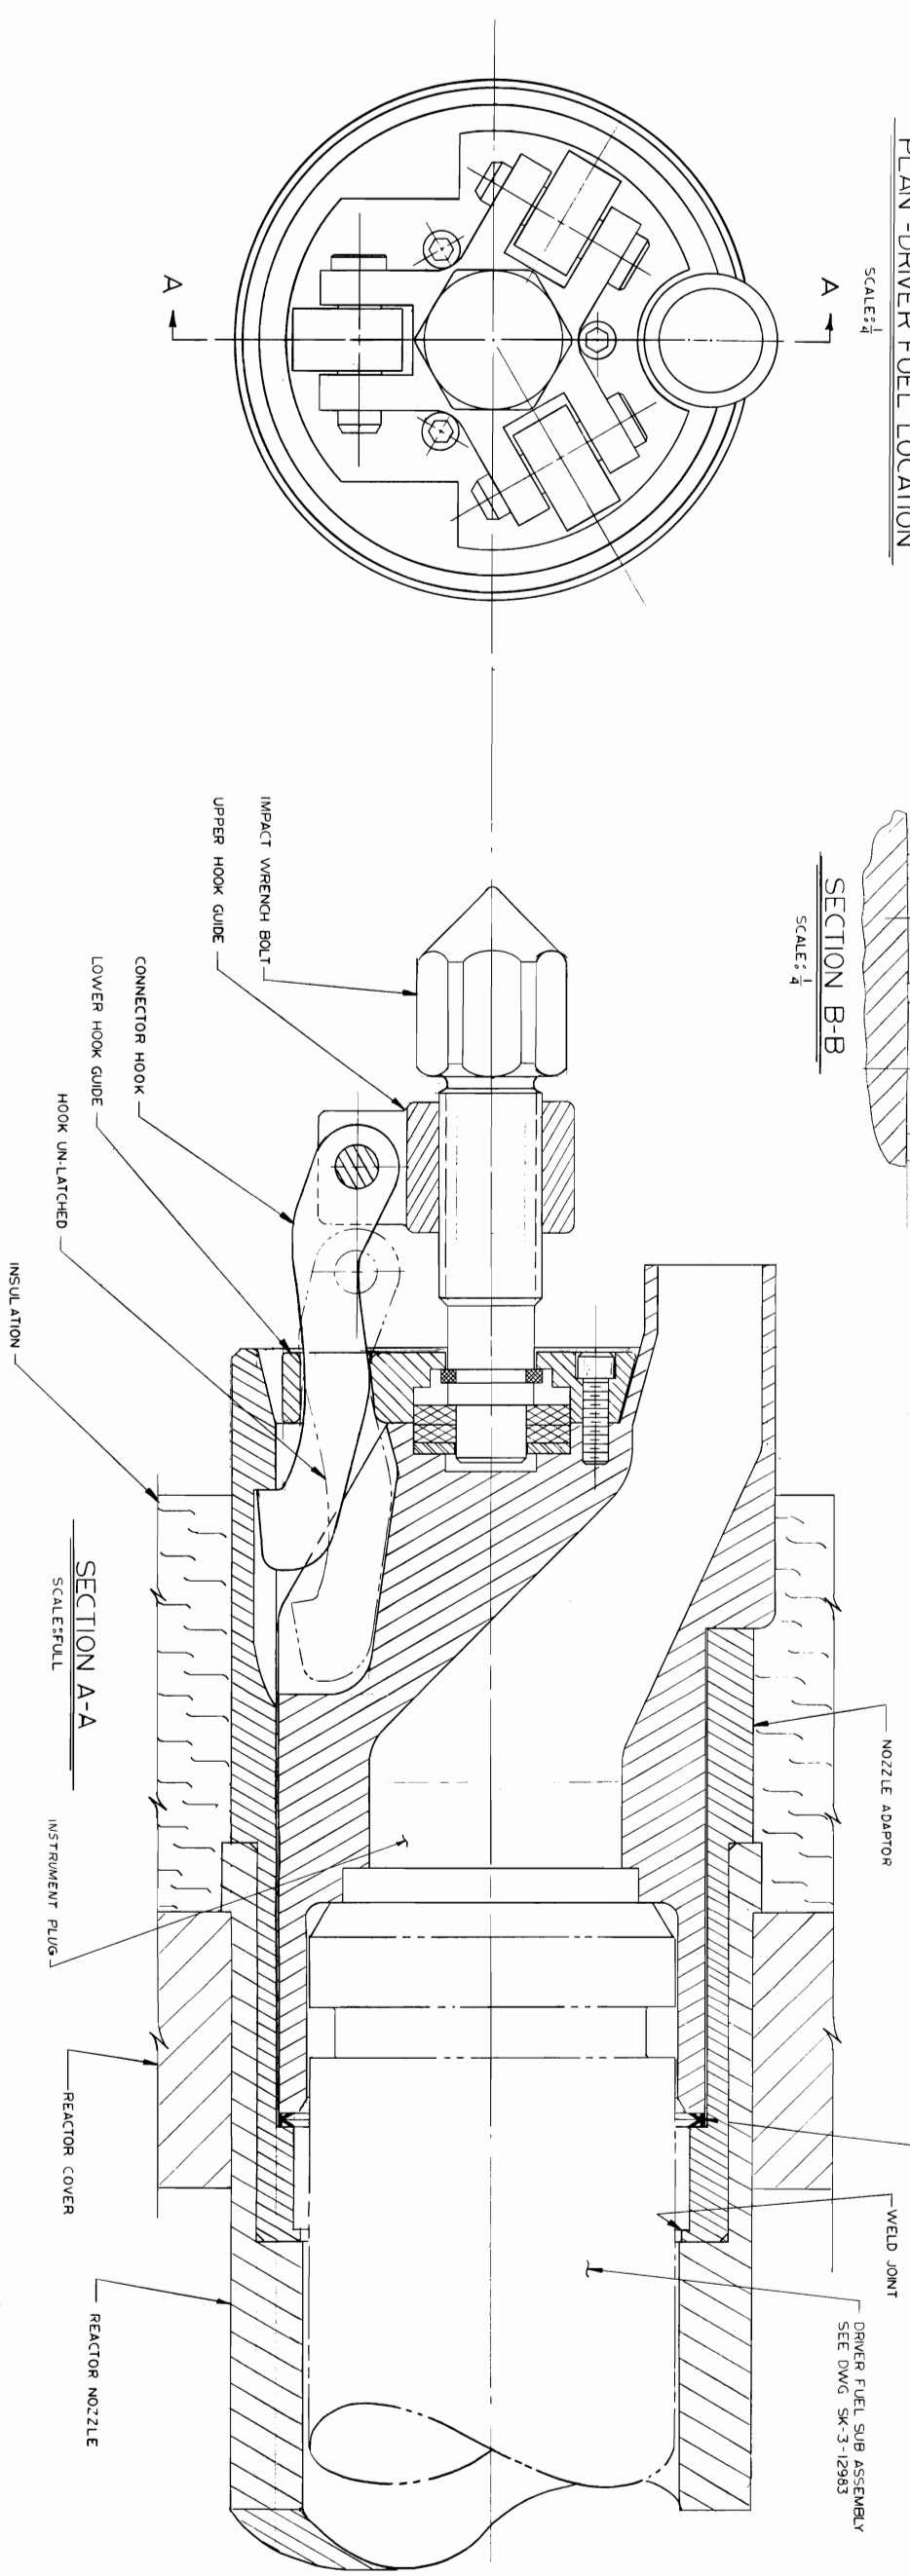 PLAN - DRIVER FUEL LOCATION
SCALE: 1/4
A
A
SECTION B-B
SCALE: 1/4
IMPACT WRENCH BOLT
UPPER HOOK GUIDE
CONNECTOR HOOK
LOWER HOOK GUIDE
HOOK UN-LATCHED
INSULATION
SECTION A-A
SCALE: FULL
INSTRUMENT PLUG
REACTOR COVER
REACTOR NOZZLE
NOZZLE ADAPTOR
WELD JOINT
DRIVER FUEL SUB ASSEMBLY
SEE DWG SK-3-12983